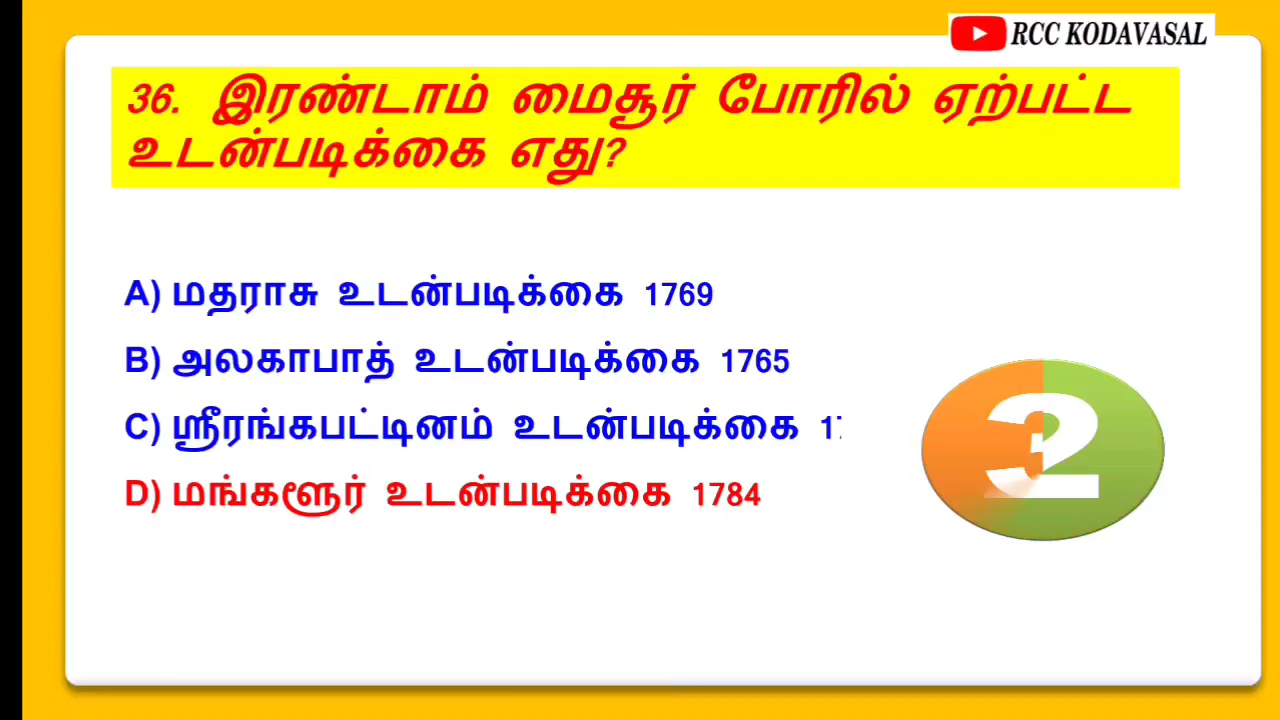 RCC KODAVASAL
36. இரண்டாம் மைசூர் போரில் ஏற்பட்ட
உடன்படிக்கை எது?
A) மதராசு உடன்படிக்கை 1769
B) அலகாபாத் உடன்படிக்கை 1765
C) ஸ்ரீரங்கபட்டினம் உடன்படிக்கை
D) மங்களூர் உடன்படிக்கை 1784